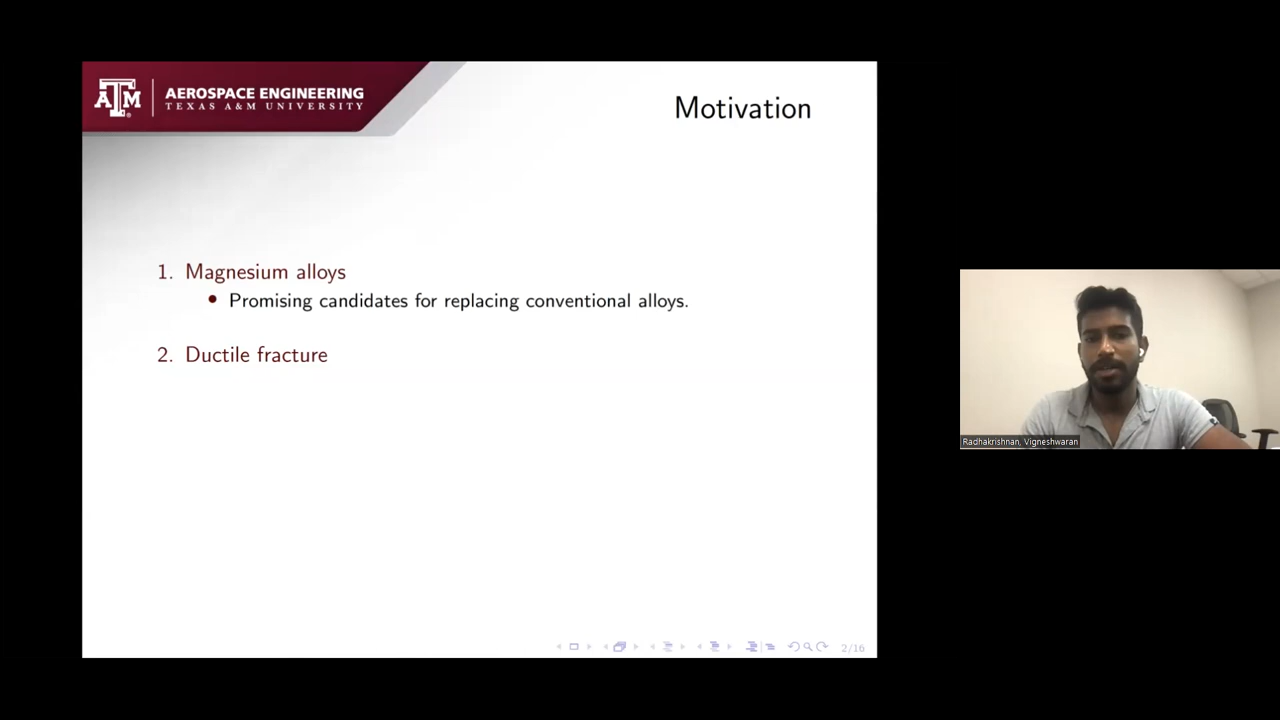 AM
AEROSPACE ENGINEERING
TEXAS A&M UNIVERSITY
Motivation
1. Magnesium alloys
• Promising candidates for replacing conventional alloys.
2. Ductile fracture
2/16
Radhakrishnan, Vigneshwaran